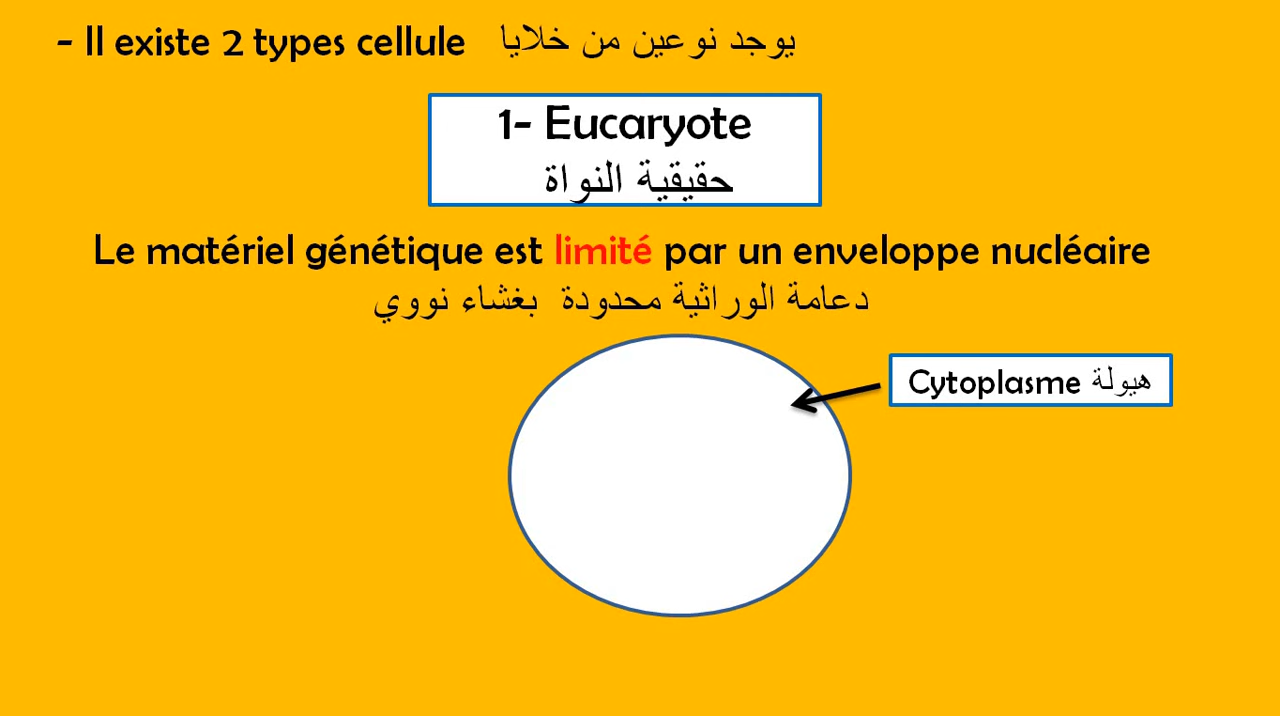 - Il existe 2 types cellule يوجد نوعين من خلايا
1- Eucaryote
حقيقية النواة
Le matériel génétique est limité par un enveloppe nucléaire
دعامة الوراثية محدودة بغشاء نووي
Cytoplasme هيولة